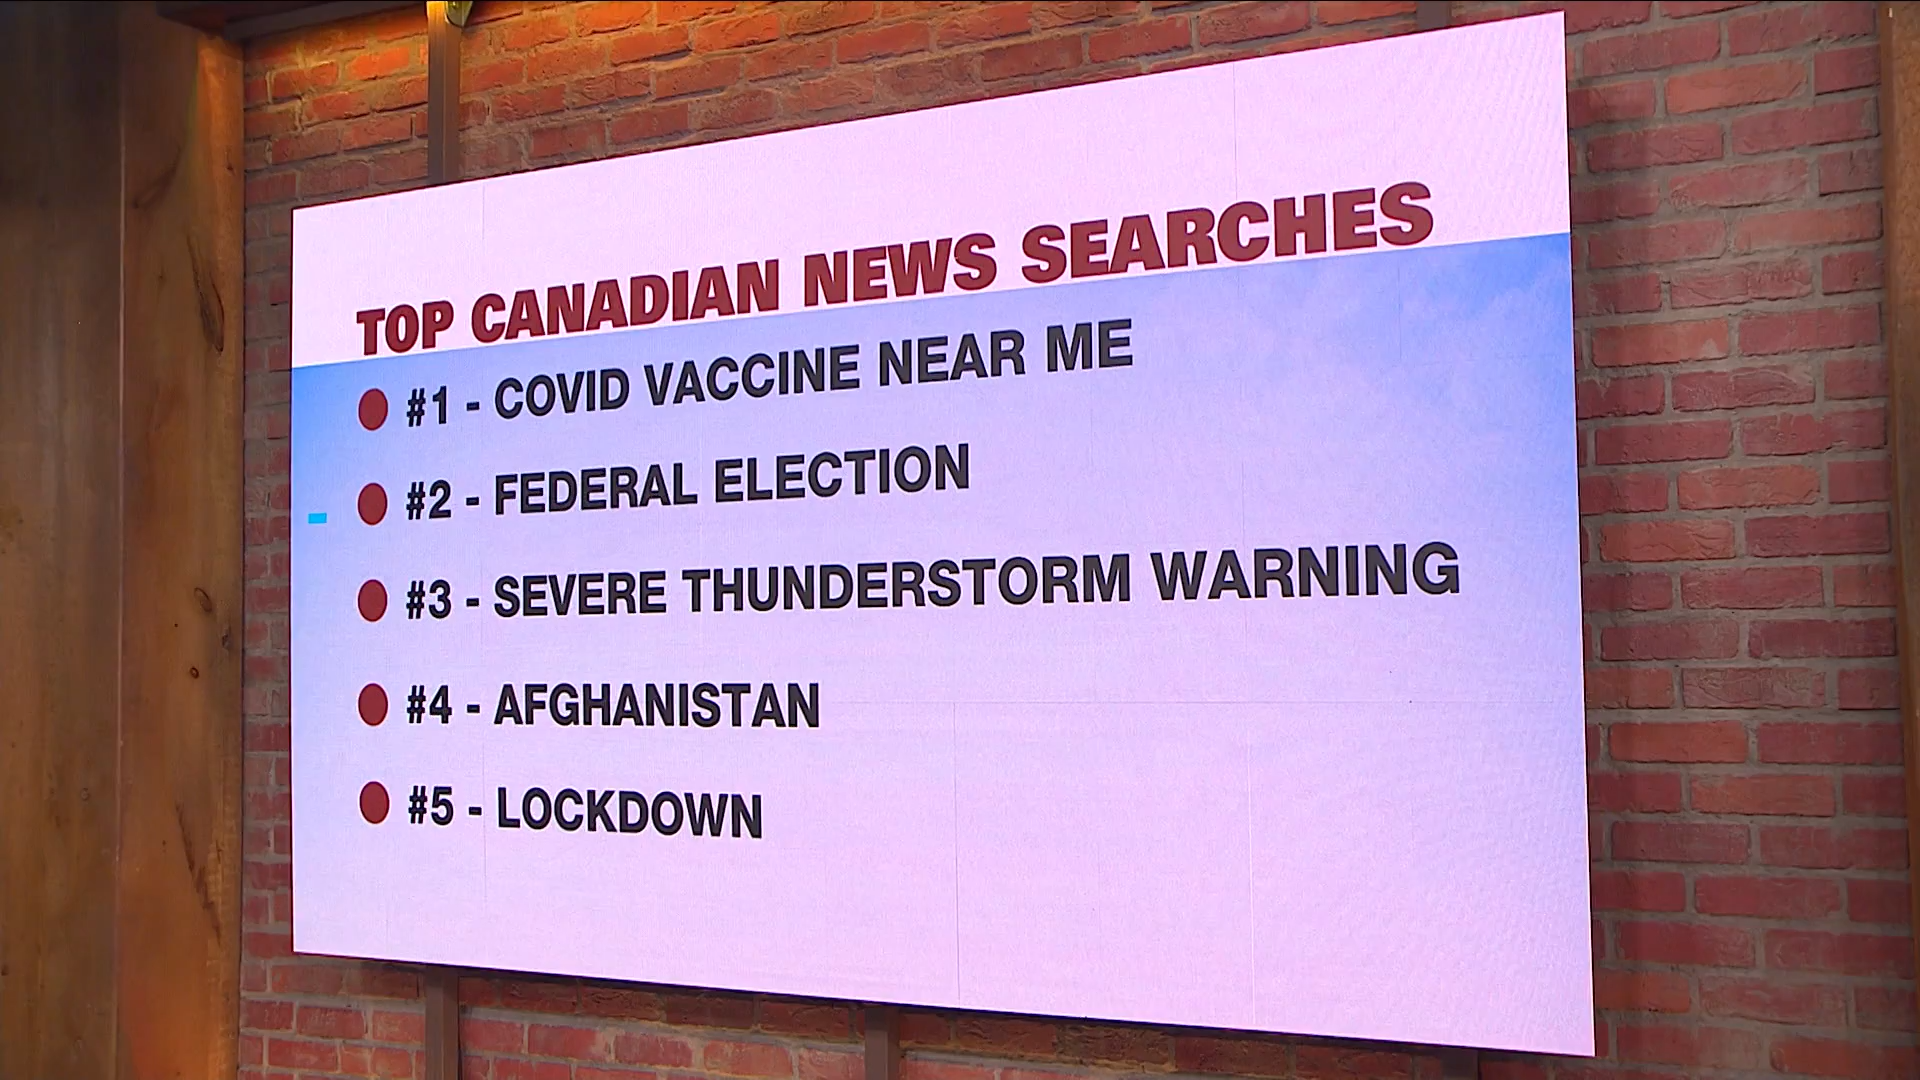 TOP CANADIAN NEWS SEARCHES
#1 - COVID VACCINE NEAR ME
#2 - FEDERAL ELECTION
#3 - SEVERE THUNDERSTORM WARNING
#4 - AFGHANISTAN
#5 - LOCKDOWN